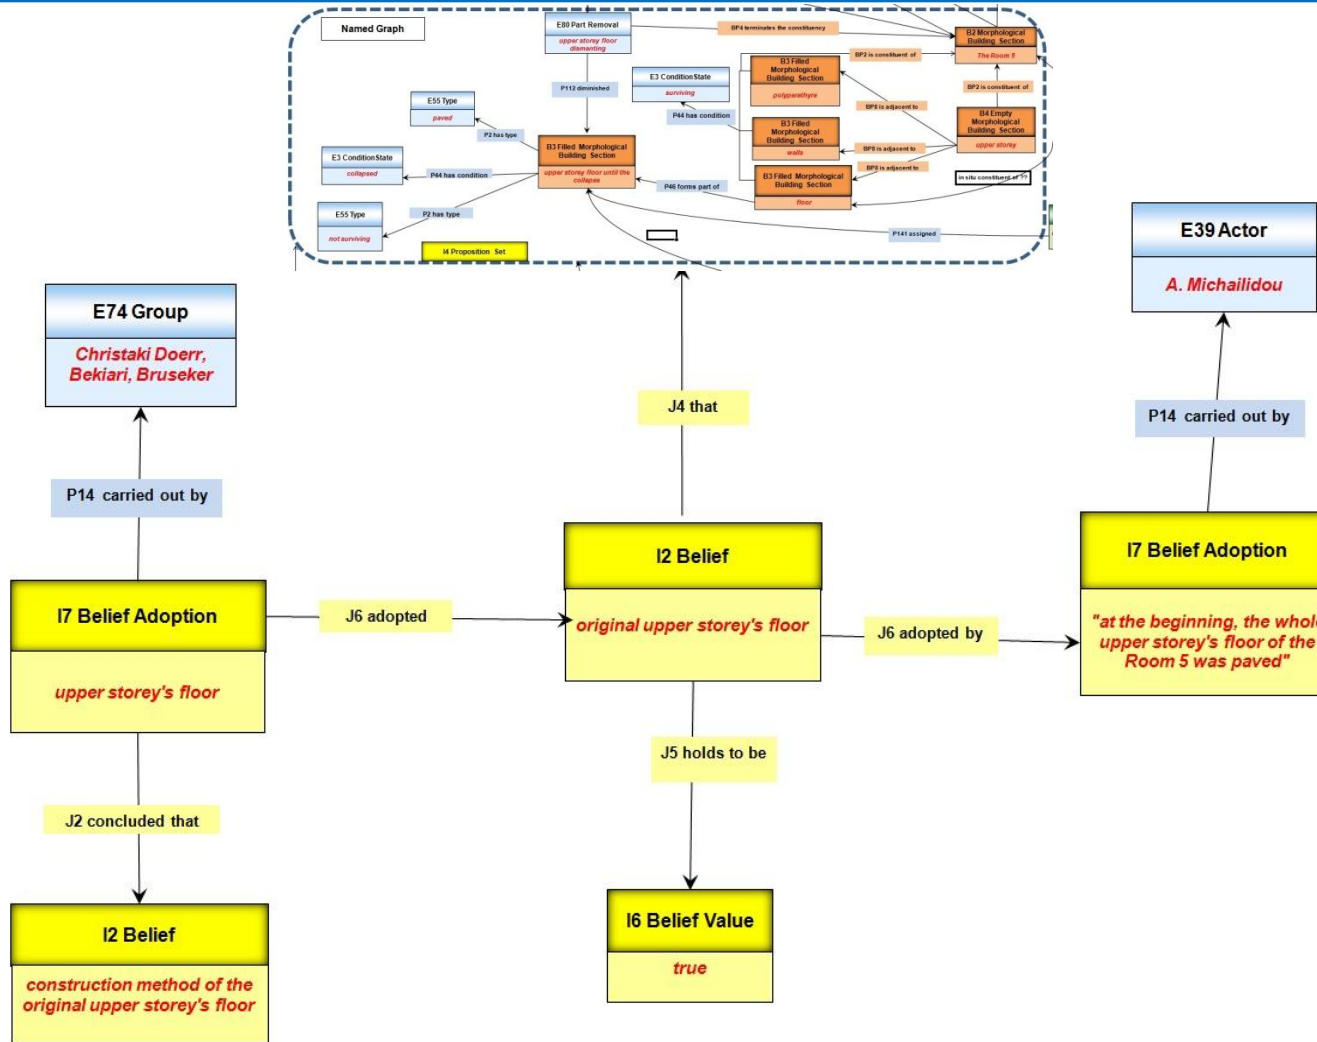 Named Graph
E80 Part Removal
upper storey floor
dismanting
BP4 terminates the constituency
B2 Morphological
Building Section
The Room 5
P112 diminished
E3 ConditionState
surviving
B3 Filled
Morphological
Building Section
polyparathyra
BP2 is constituent of
BP2 is constituent of
E55 Type
paved
P44 has condition
BP8 is adjacent to
B4 Empty
Morphological
Building Section
upper storey
P2 has type
B3 Filled Morphological
Building Section
upper storey floor until the
collapse
B3 Filled
Morphological
Building Section
walls
BP8 is adjacent to
E3 ConditionState
collapsed
P44 has condition
BP8 is adjacent to
B3 Filled Morphological
Building Section
floor
P46 forms part of
in situ constituent of ??
E55 Type
not surviving
P2 has type
P141 assigned
I4 Proposition Set
E74 Group
Christaki Doerr,
Bekiari, Bruseker
E39 Actor
A. Michailidou
J4 that
P14 carried out by
P14 carried out by
I7 Belief Adoption
upper storey's floor
J6 adopted
I2 Belief
original upper storey's floor
J6 adopted by
I7 Belief Adoption
"at the beginning, the whole
upper storey's floor of the
Room 5 was paved"
J5 holds to be
J2 concluded that
I2 Belief
construction method of the
original upper storey's floor
I6 Belief Value
true